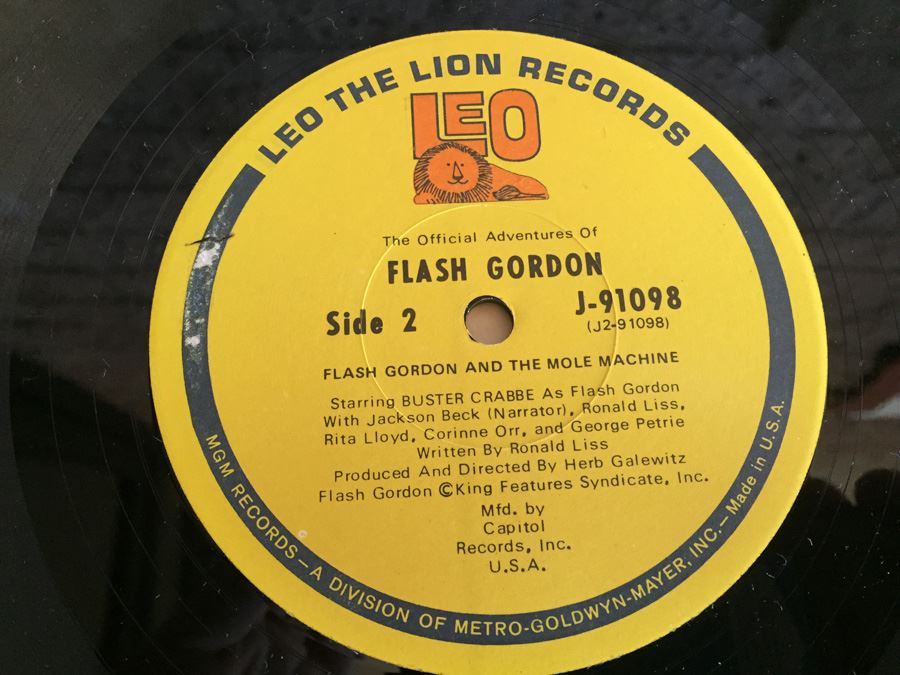 LEO THE LION RECORDS
LEO
The Official Adventures Of
FLASH GORDON
Side 2
J-91098
(J2-91098)
FLASH GORDON AND THE MOLE MACHINE
Starring BUSTER CRABBE As Flash Gordon
With Jackson Beck (Narrator), Ronald Liss,
Rita Lloyd, Corinne Orr, and George Petrie
Written By Ronald Liss
Produced And Directed By Herb Galewitz
Flash Gordon ©King Features Syndicate, Inc.
Mfd. by
Capitol
Records, Inc.
U.S.A.
MGM RECORDS – A DIVISION OF METRO-GOLDWYN-MAYER, INC. – Made in U.S.A.